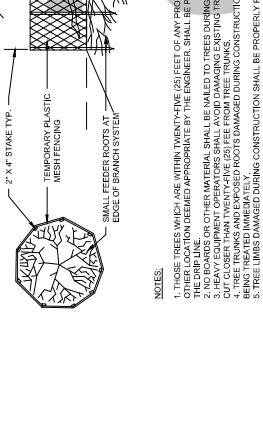 2" X 4' STAKE TYP.
TEMPORARY PLASTIC
MESH FENCING
SMALL FEEDER ROOTS AT
EDGE OF BRANCH SYSTEM
NOTES:
1. THOSE TREES WHICH ARE WITHIN TWENTY-FIVE (25) FEET OF ANY PRO
OTHER LOCATION DEEMED APPROPRIATE BY THE ENGINEER, SHALL BE P
THE DRIP LINE.
2. NO BOARDS OR OTHER MATERIAL SHALL BE NAILED TO TREES DURING
3. HEAVY EQUIPMENT OPERATORS SHALL AVOID DAMAGING EXISTING TR
CUT CLOSER THAN TWENTY-FIVE (25) FEE FROM TREE TRUNKS.
4. TREE TRUNKS AND EXPOSED ROOTS DAMAGED DURING CONSTRUCTIO
BEING TREATED IMMEDIATELY.
5. TREE LIMBS DAMAGED DURING CONSTRUCTION SHALL BE PROPERLY P